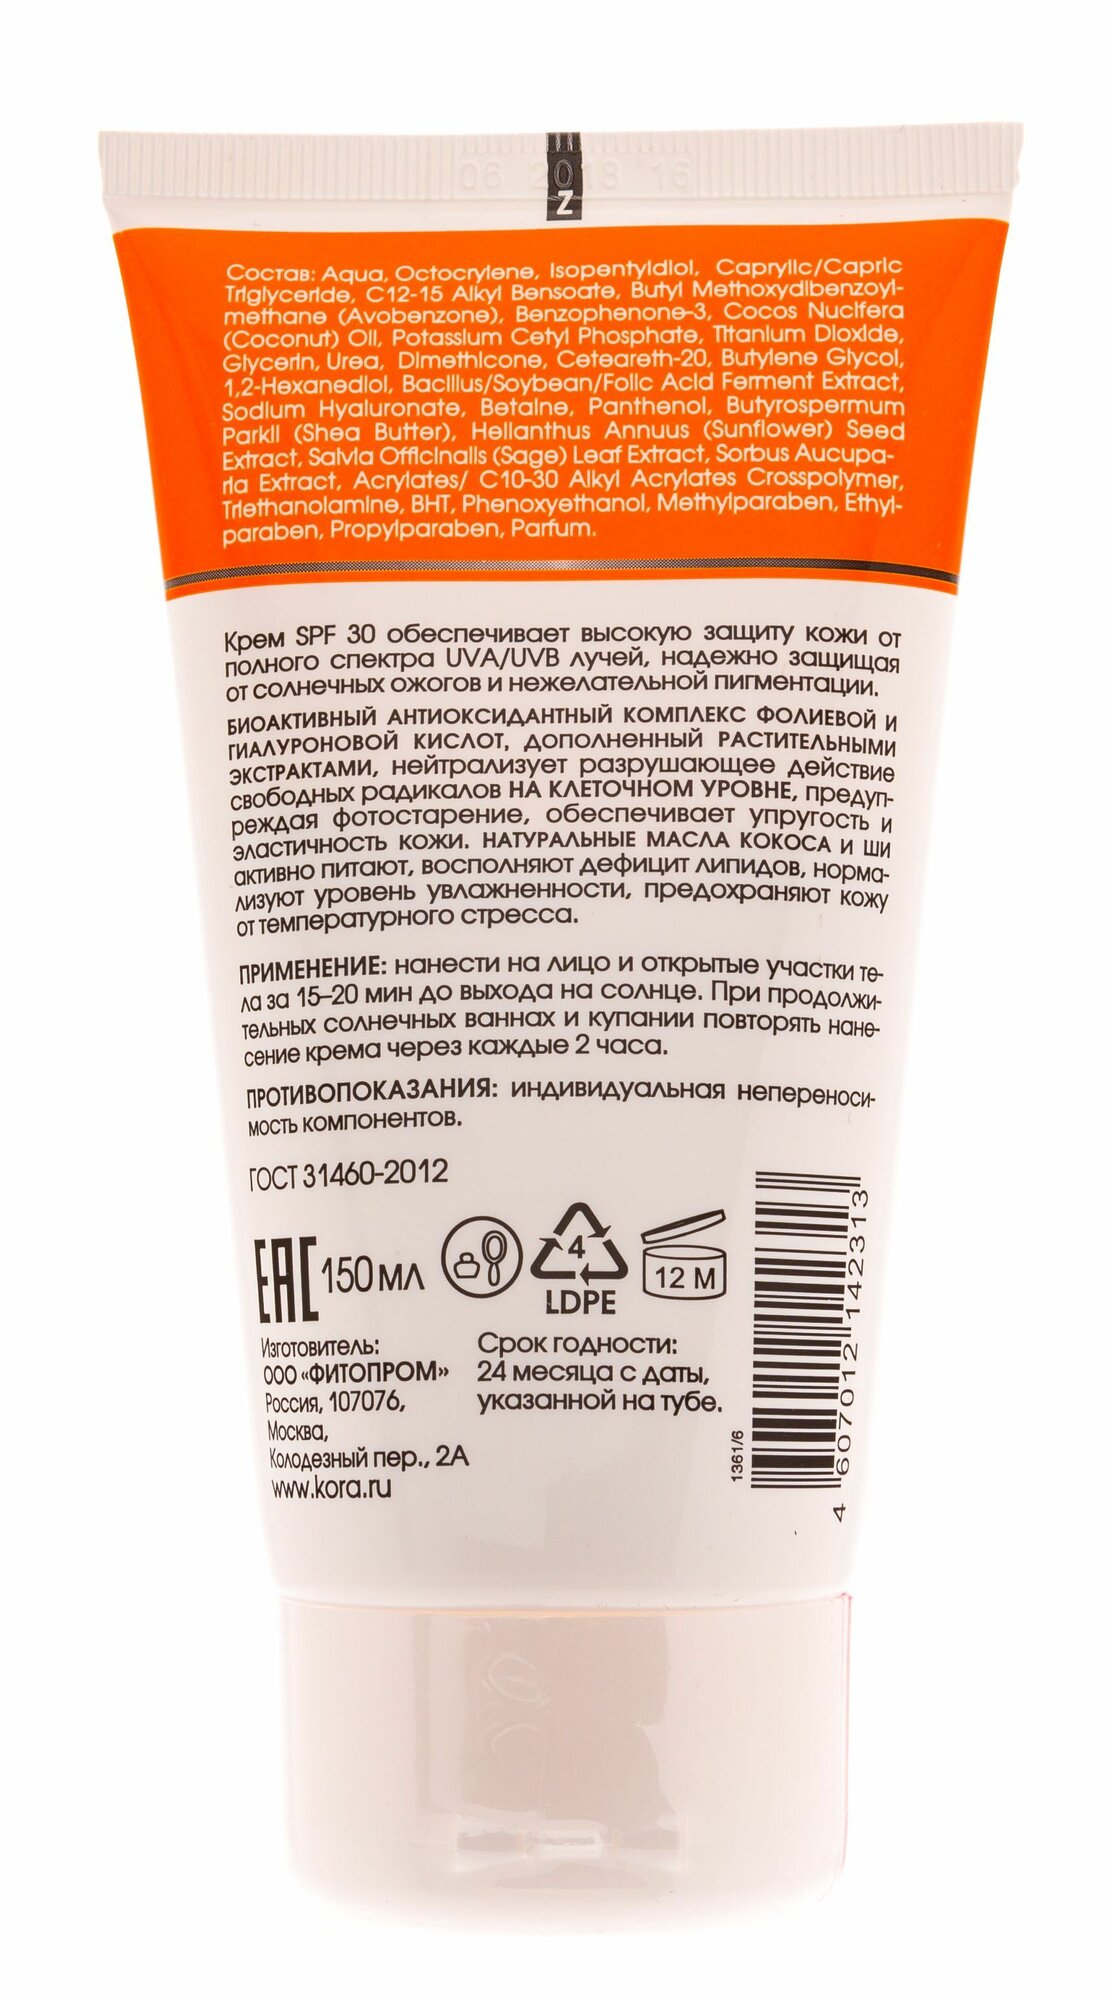 06 2018 16
Z
Состав: Aqua, Octocrylene, Isopentyldiol, Caprylic/Capric
Triglyceride, C12-15 Alkyl Bensoate, Butyl Methoxydibenzoyl-
methane (Avobenzone), Benzophenone-3, Cocos Nucifera
(Coconut) Oil, Potassium Cetyl Phosphate, Titanium Dioxide,
Glycerin, Urea, Dimethicone, Ceteareth-20, Butylene Glycol,
1,2-Hexanediol, Bacillus/Soybean/Folic Acid Ferment Extract,
Sodium Hyaluronate, Betaine, Panthenol, Butyrospermum
Parkii (Shea Butter), Helianthus Annuus (Sunflower) Seed
Extract, Salvia Officinalis (Sage) Leaf Extract, Sorbus Aucupa-
ria Extract, Acrylates/ C10-30 Alkyl Acrylates Crosspolymer,
Triethanolamine, BHT, Phenoxyethanol, Methylparaben, Ethyl-
paraben, Propylparaben, Parfum.
Крем SPF 30 обеспечивает высокую защиту кожи от
полного спектра UVA/UVB лучей, надежно защищая
от солнечных ожогов и нежелательной пигментации.
БИОАКТИВНЫЙ АНТИОКСИДАНТНЫЙ КОМПЛЕКС ФОЛИЕВОЙ И
ГИАЛУРОНОВОЙ КИСЛОТ, ДОПОЛНЕННЫЙ РАСТИТЕЛЬНЫМИ
ЭКСТРАКТАМИ, нейтрализует разрушающее действие
свободных радикалов НА КЛЕТОЧНОМ УРОВНЕ, предуп-
реждая фотостарение, обеспечивает упругость и
эластичность кожи. НАТУРАЛЬНЫЕ МАСЛА КОКОСА И ШИ
активно питают, восполняют дефицит липидов, норма-
лизуют уровень увлажненности, предохраняют кожу
от температурного стресса.
ПРИМЕНЕНИЕ: нанести на лицо и открытые участки те-
ла за 15–20 мин до выхода на солнце. При продолжи-
тельных солнечных ваннах и купании повторять нане-
сение крема через каждые 2 часа.
ПРОТИВОПОКАЗАНИЯ: индивидуальная непереноси-
мость компонентов.
ГОСТ 31460-2012
EAC 150 МЛ
4
LDPE
12 M
Изготовитель:
ООО «ФИТОПРОМ»
Россия, 107076,
Москва,
Колодезный пер., 2А
www.kora.ru
Срок годности:
24 месяца с даты,
указанной на тубе.
1361/6
4 607012 142313